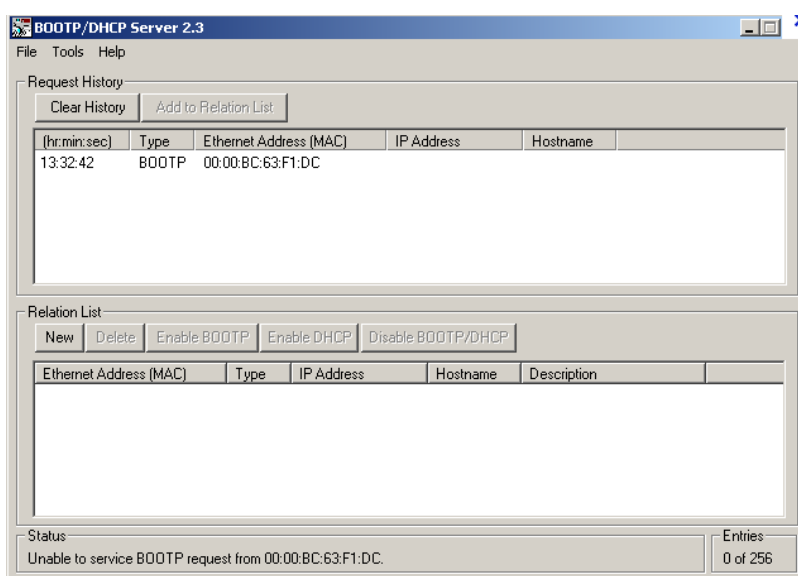 BOOTP/DHCP Server 2.3
File Tools Help
Request History
Clear History Add to Relation List
(hr:min:sec) Type Ethernet Address (MAC) IP Address Hostname
13:32:42 BOOTP 00:00:BC:63:F1:DC
Relation List
New Delete Enable BOOTP Enable DHCP Disable BOOTP/DHCP
Ethernet Address (MAC) Type IP Address Hostname Description
Status Entries
Unable to service BOOTP request from 00:00:BC:63:F1:DC. 0 of 256